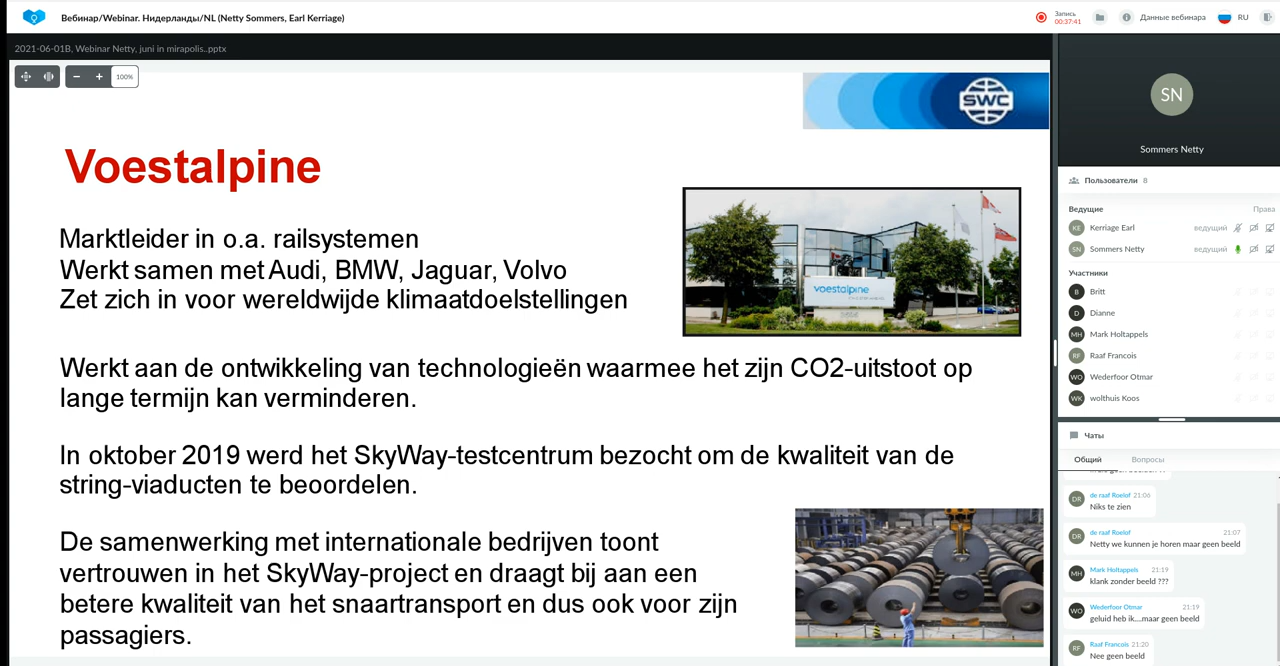 Вебинар/Webinar. Нидерланды/NL (Netty Sommers, Earl Kerriage)
Запись
00:37:41
Данные вебинара
RU
2021-06-01B, Webinar Netty, juni in mirapolis..pptx
100%
SWC
Voestalpine
Marktleider in o.a. railsystemen
Werkt samen met Audi, BMW, Jaguar, Volvo
Zet zich in voor wereldwijde klimaatdoelstellingen
voestalpine
Werkt aan de ontwikkeling van technologieën waarmee het zijn CO2-uitstoot op
lange termijn kan verminderen.
In oktober 2019 werd het SkyWay-testcentrum bezocht om de kwaliteit van de
string-viaducten te beoordelen.
De samenwerking met internationale bedrijven toont
vertrouwen in het SkyWay-project en draagt bij aan een
betere kwaliteit van het snaartransport en dus ook voor zijn
passagiers.
SN
Sommers Netty
Пользователи 8
Ведущие Права
KE Kerriage Earl ведущий
SN Sommers Netty ведущий
Участники
B Britt
D Dianne
MH Mark Holtappels
RF Raaf Francois
WO Wederfoor Otmar
WK wolthuis Koos
Чаты
Общий Вопросы
DR de raaf Roelof 21:06
Niks te zien
DR de raaf Roelof 21:07
Netty we kunnen je horen maar geen beeld
MH Mark Holtappels 21:19
klank zonder beeld ???
WO Wederfoor Otmar 21:19
geluid heb ik....maar geen beeld
RF Raaf Francois 21:20
Nee geen beeld